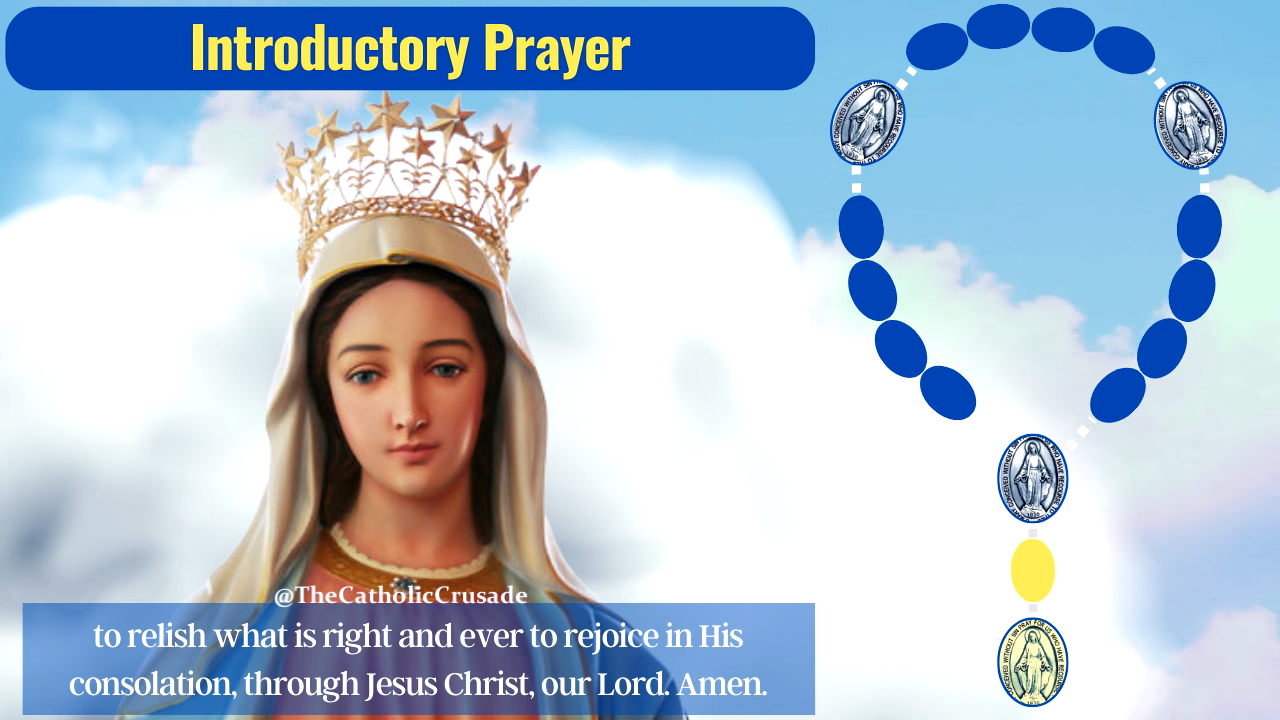 Introductory Prayer
@TheCatholicCrusade
to relish what is right and ever to rejoice in His
consolation, through Jesus Christ, our Lord. Amen.